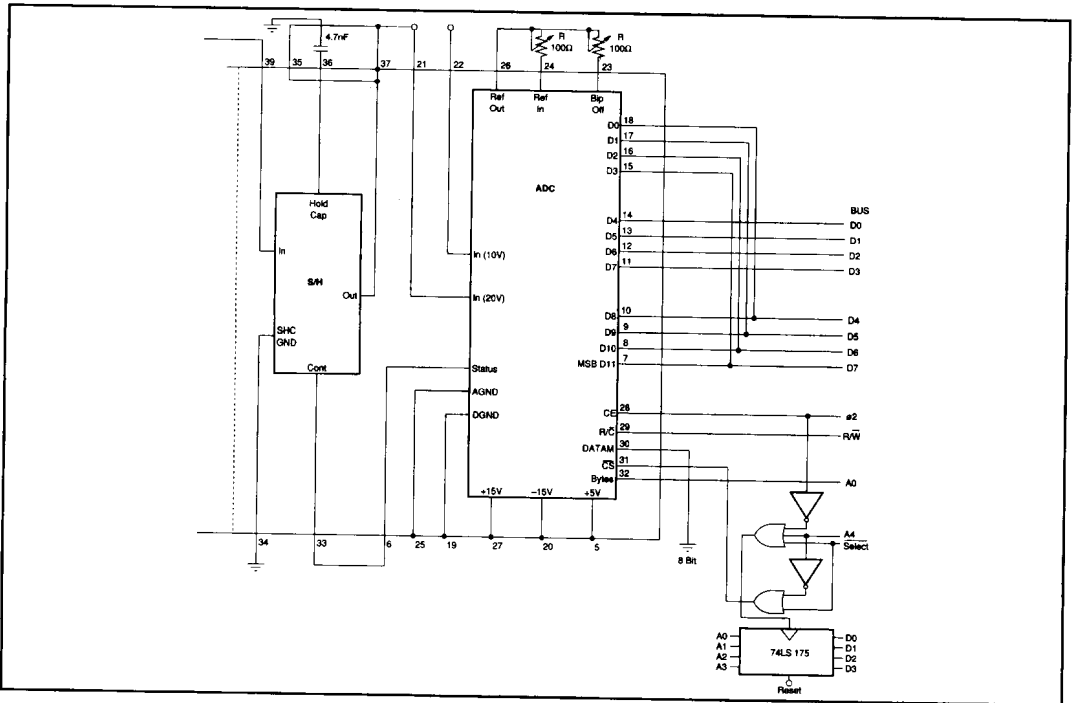 4.7nF
R
100Ω
R
100Ω
39 35 36 37 21 22 26 24 23
Ref Out
Ref In
Bip Off
Hold Cap
In
S/H
Out
SHC GND
Cont
ADC
In (10V)
In (20V)
Status
AGND
DGND
+15V
-15V
+5V
D0 18
D1 17
D2 16
D3 15
D4 14
D5 13
D6 12
D7 11
D8 10
D9 9
D10 8
MSB D11 7
CE 28
R/C 29
DATAM 30
CS 31
Bytes 32
BUS
D0
D1
D2
D3
D4
D5
D6
D7
ø2
R/W
A0
A4
Select
34 33 6 25 19 27 20 5
8 Bit
A0
A1
A2
A3
74LS 175
D0
D1
D2
D3
Reset